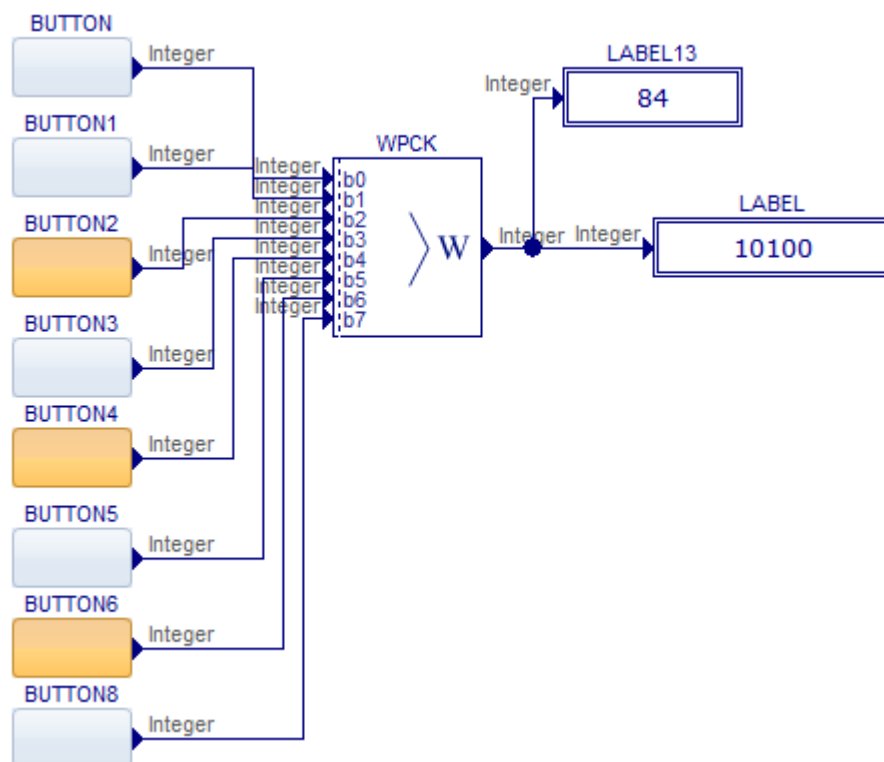 BUTTON
Integer
BUTTON1
Integer
BUTTON2
Integer
BUTTON3
Integer
BUTTON4
Integer
BUTTON5
Integer
BUTTON6
Integer
BUTTON8
Integer
WPCK
Integer
Integer
Integer
Integer
Integer
Integer
Integer
Integer
b0
b1
b2
b3
b4
b5
b6
b7
W
Integer
Integer
LABEL13
Integer
84
LABEL
10100